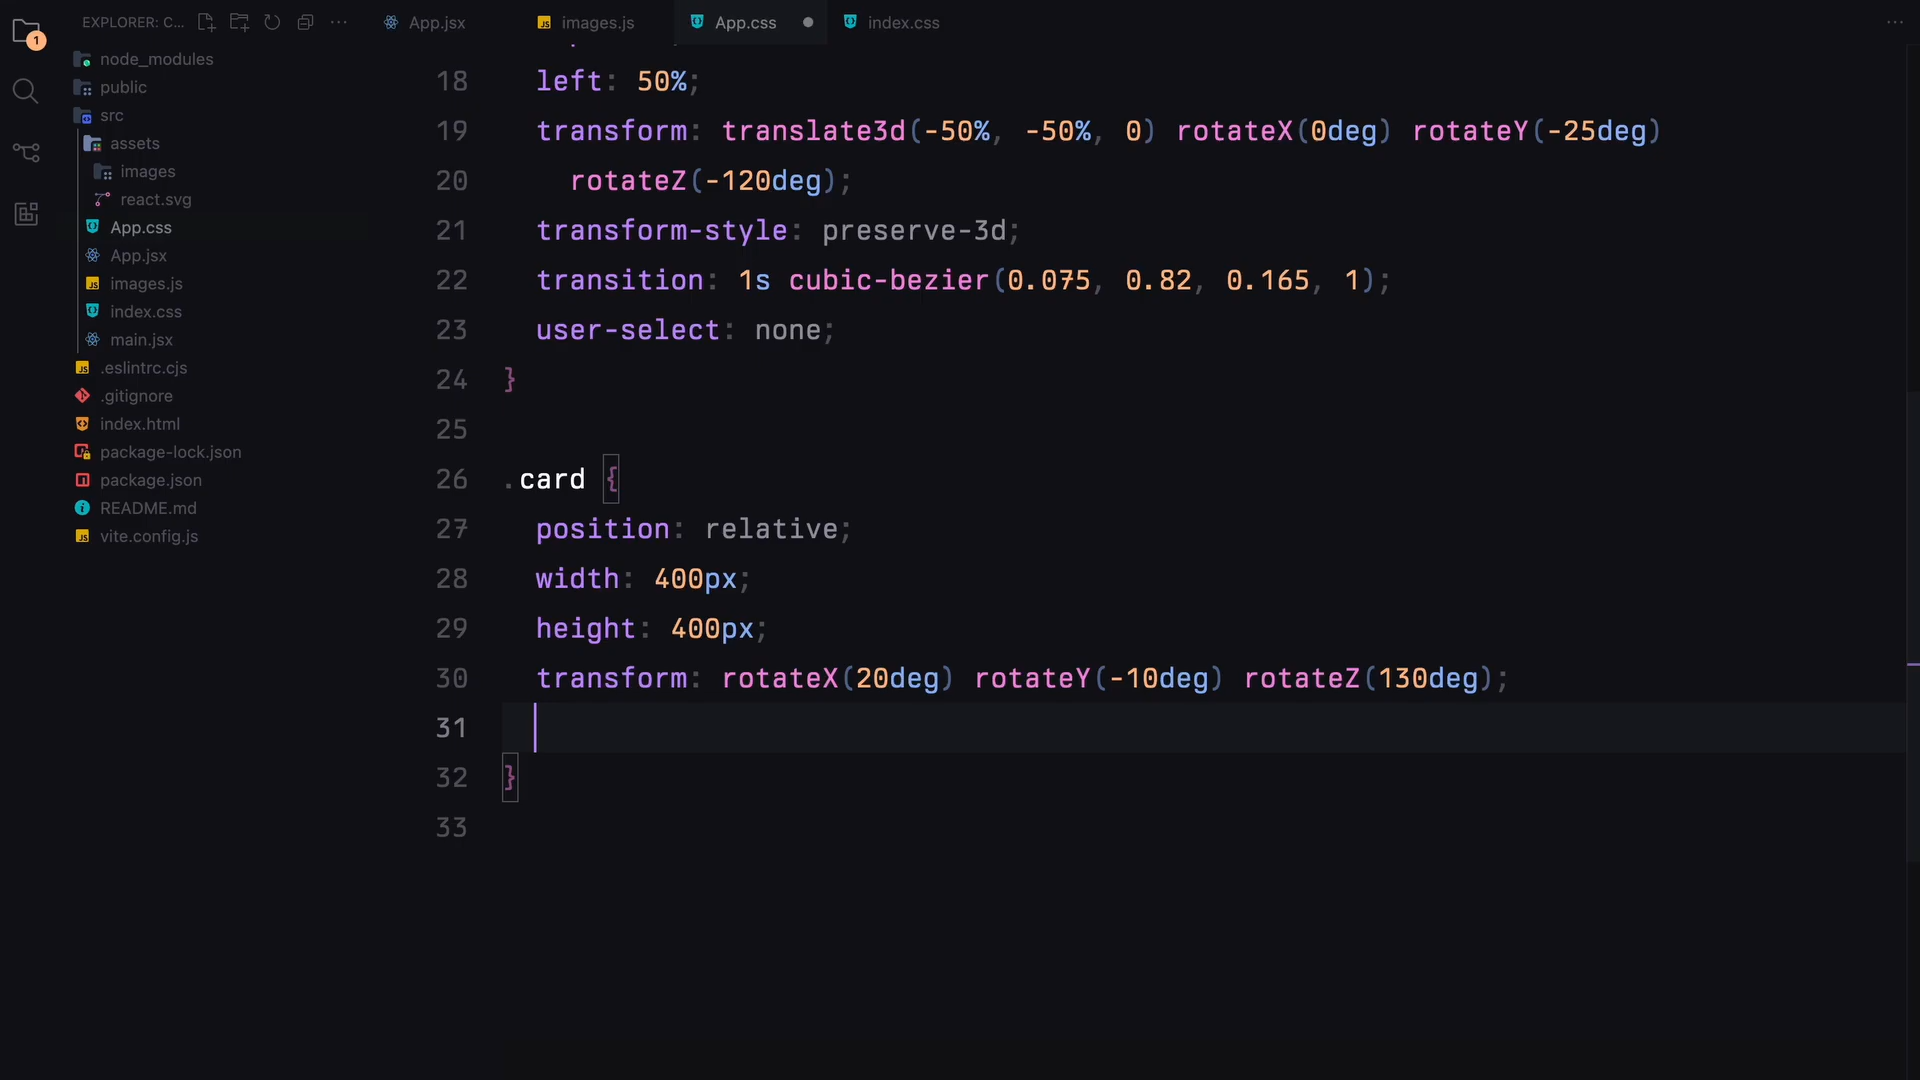 EXPLORER: C...
App.jsx
images.js
App.css
index.css
1
node_modules
public
src
assets
images
react.svg
App.css
App.jsx
images.js
index.css
main.jsx
.eslintrc.cjs
.gitignore
index.html
package-lock.json
package.json
README.md
vite.config.js
18 left: 50%;
19 transform: translate3d(-50%, -50%, 0) rotateX(0deg) rotateY(-25deg)
20 rotateZ(-120deg);
21 transform-style: preserve-3d;
22 transition: 1s cubic-bezier(0.075, 0.82, 0.165, 1);
23 user-select: none;
24 }
25
26 .card {
27 position: relative;
28 width: 400px;
29 height: 400px;
30 transform: rotateX(20deg) rotateY(-10deg) rotateZ(130deg);
31
32 }
33